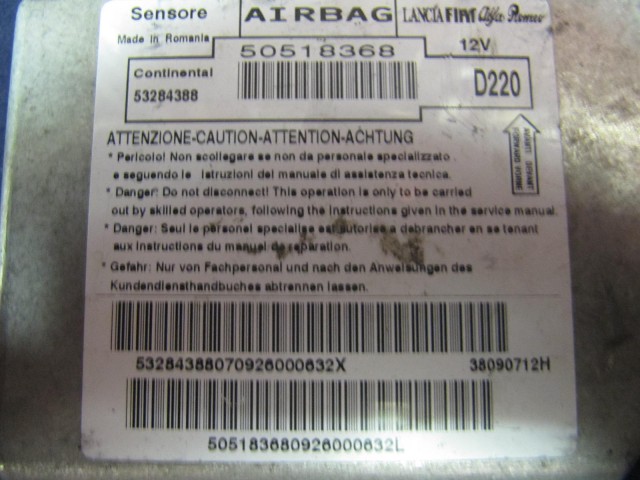 Sensore AIRBAG LANCIA FIAT Alfa Romeo
Made in Romania 50518368 12V
Continental D220
53284388
ATTENZIONE-CAUTION-ATTENTION-ACHTUNG
* Pericolo! Non scollegare se non da personale specializzato
e seguendo le istruzioni del manuale di assistenza tecnica.
* Danger: Do not disconnect! This operation is only to be carried
out by skilled operators, following the instructions given in the service manual.
* Danger: Seul le personel specialise est autorise a debrancher en se tenant
aux instructions du manuel de reparation.
* Gefahr: Nur von Fachpersonal und nach den Anweisungen des
Kundendiensthandbuches abtrennen lassen.
53284388070926000632X 38090712H
505183680926000632L